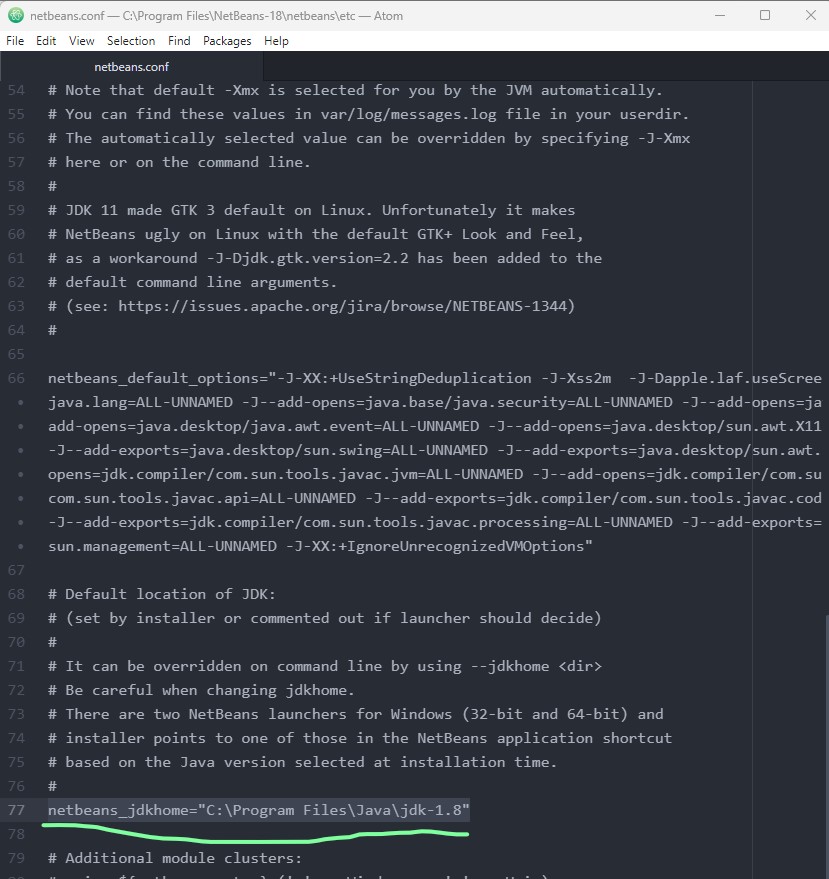 netbeans.conf — C:\Program Files\NetBeans-18\netbeans\etc — Atom
File Edit View Selection Find Packages Help
netbeans.conf
54 # Note that default -Xmx is selected for you by the JVM automatically.
55 # You can find these values in var/log/messages.log file in your userdir.
56 # The automatically selected value can be overridden by specifying -J-Xmx
57 # here or on the command line.
58 #
59 # JDK 11 made GTK 3 default on Linux. Unfortunately it makes
60 # NetBeans ugly on Linux with the default GTK+ Look and Feel,
61 # as a workaround -J-Djdk.gtk.version=2.2 has been added to the
62 # default command line arguments.
63 # (see: https://issues.apache.org/jira/browse/NETBEANS-1344)
64 #
65
66 netbeans_default_options="-J-XX:+UseStringDeduplication -J-Xss2m  -J-Dapple.laf.useScree
• java.lang=ALL-UNNAMED -J--add-opens=java.base/java.security=ALL-UNNAMED -J--add-opens=ja
• add-opens=java.desktop/java.awt.event=ALL-UNNAMED -J--add-opens=java.desktop/sun.awt.X11
• -J--add-exports=java.desktop/sun.swing=ALL-UNNAMED -J--add-exports=java.desktop/sun.awt.
• opens=jdk.compiler/com.sun.tools.javac.jvm=ALL-UNNAMED -J--add-opens=jdk.compiler/com.su
• com.sun.tools.javac.api=ALL-UNNAMED -J--add-exports=jdk.compiler/com.sun.tools.javac.cod
• -J--add-exports=jdk.compiler/com.sun.tools.javac.processing=ALL-UNNAMED -J--add-exports=
• sun.management=ALL-UNNAMED -J-XX:+IgnoreUnrecognizedVMOptions"
67
68 # Default location of JDK:
69 # (set by installer or commented out if launcher should decide)
70 #
71 # It can be overridden on command line by using --jdkhome <dir>
72 # Be careful when changing jdkhome.
73 # There are two NetBeans launchers for Windows (32-bit and 64-bit) and
74 # installer points to one of those in the NetBeans application shortcut
75 # based on the Java version selected at installation time.
76 #
77 netbeans_jdkhome="C:\Program Files\Java\jdk-1.8"
78
79 # Additional module clusters: